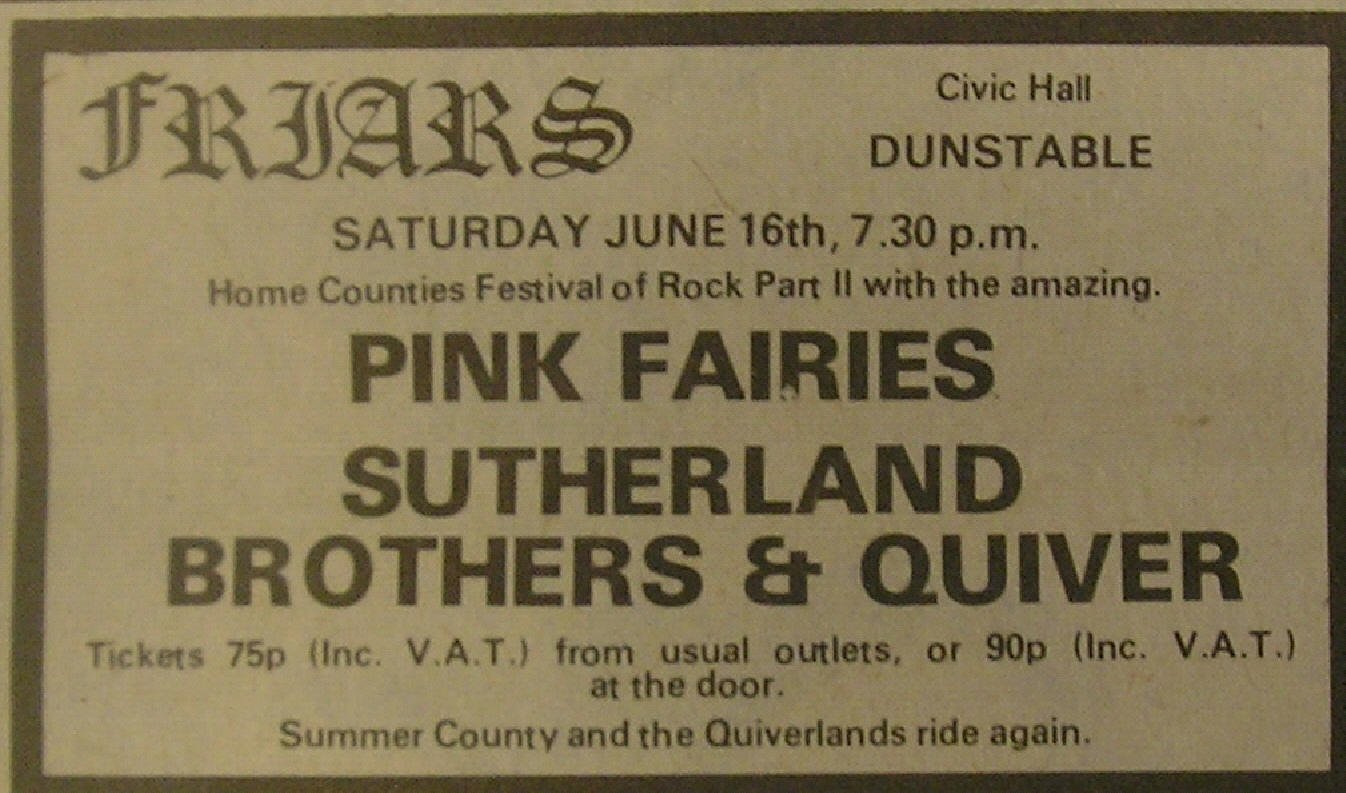 FRIARS
Civic Hall
DUNSTABLE
SATURDAY JUNE 16th, 7.30 p.m.
Home Counties Festival of Rock Part II with the amazing.
PINK FAIRIES
SUTHERLAND
BROTHERS & QUIVER
Tickets 75p (Inc. V.A.T.) from usual outlets, or 90p (Inc. V.A.T.)
at the door.
Summer County and the Quiverlands ride again.